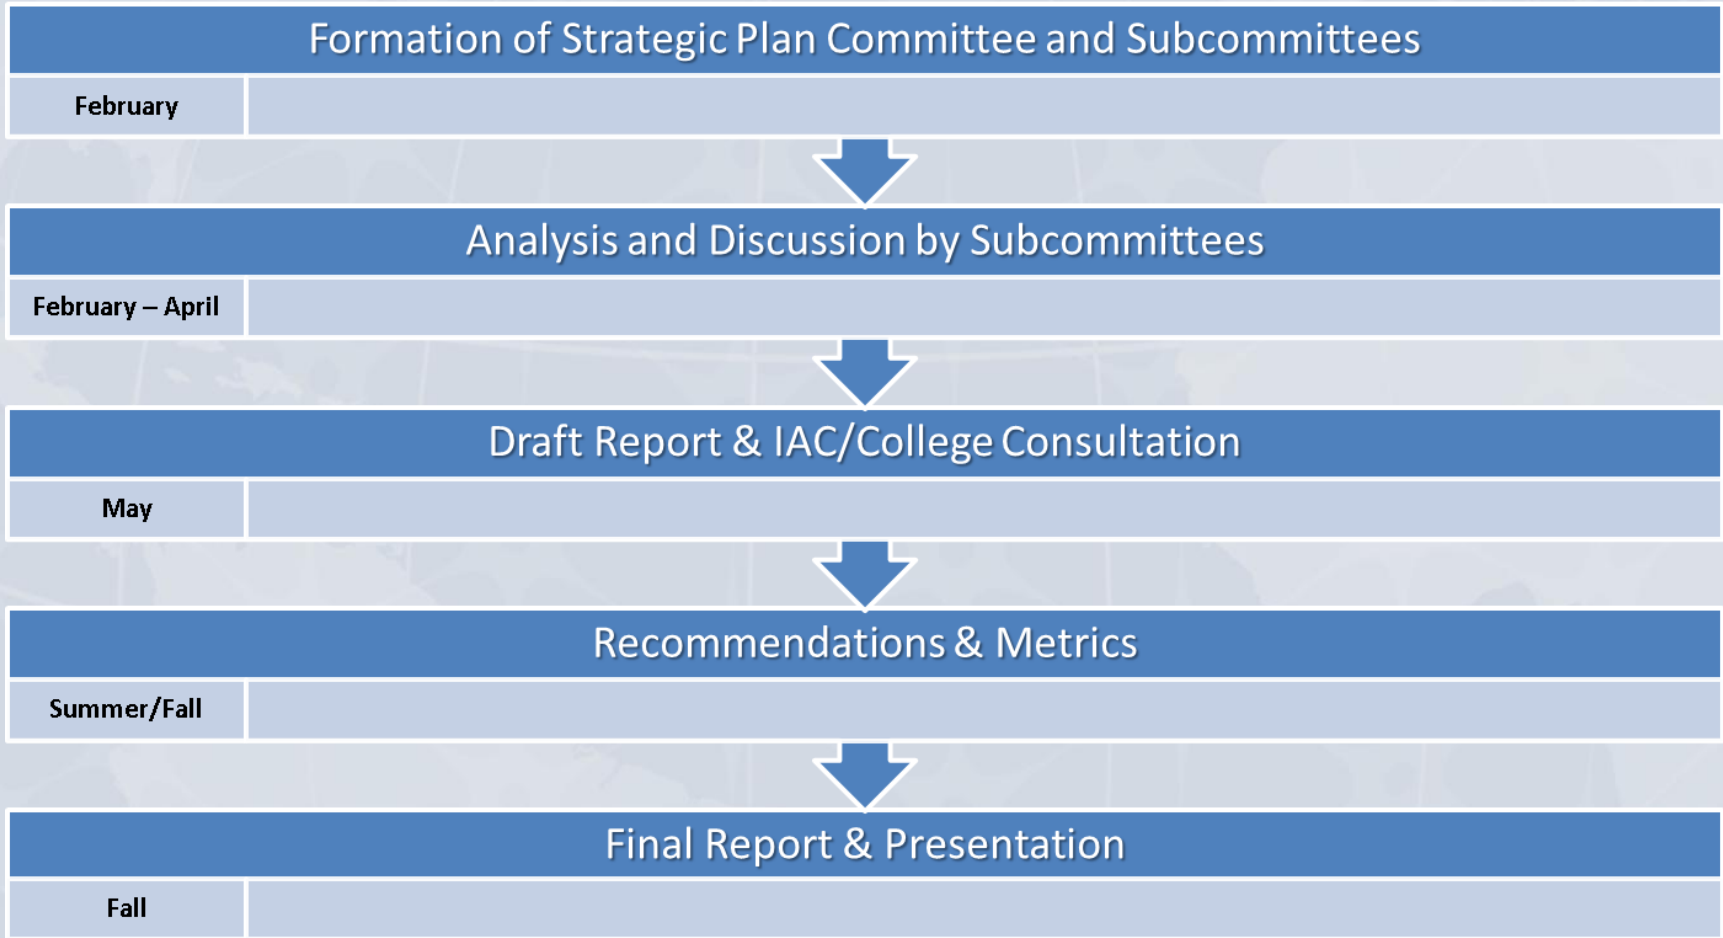 Formation of Strategic Plan Committee and Subcommittees
February
Analysis and Discussion by Subcommittees
February – April
Draft Report & IAC/College Consultation
May
Recommendations & Metrics
Summer/Fall
Final Report & Presentation
Fall